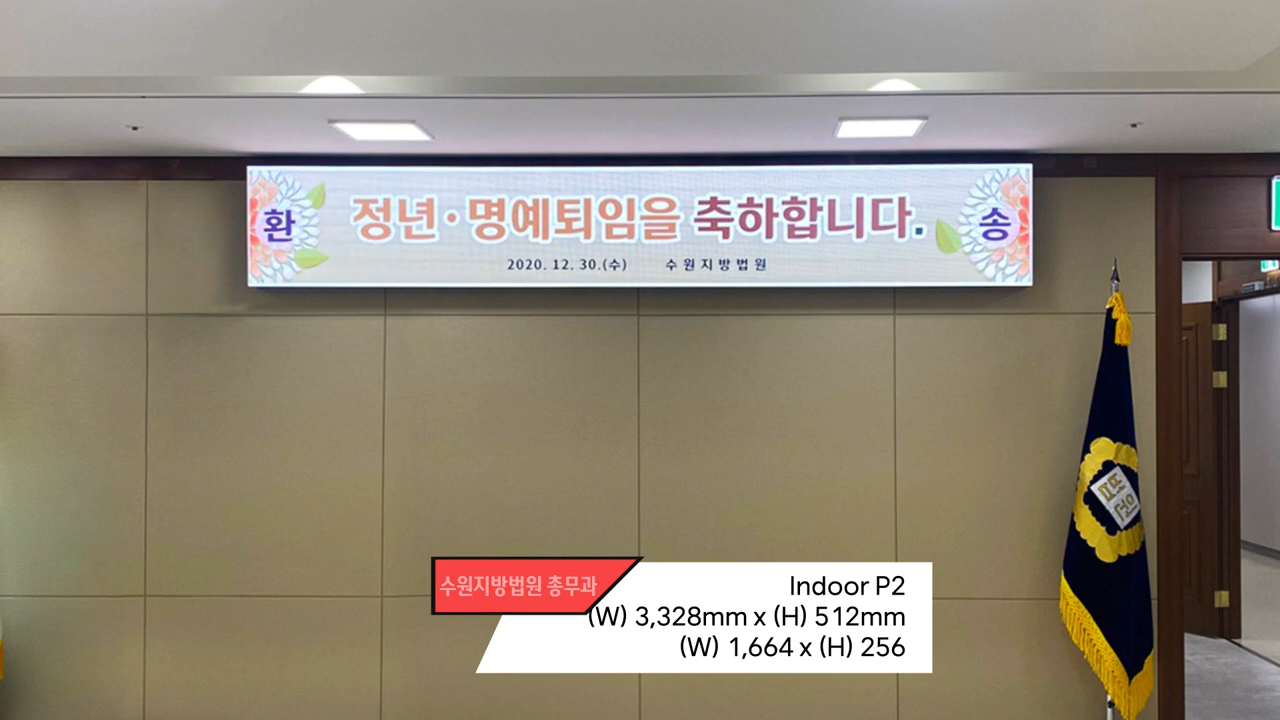 환
정년·명예퇴임을 축하합니다.
송
2020. 12. 30.(수) 수원지방법원
법원
수원지방법원 총무과
Indoor P2
(W) 3,328mm x (H) 512mm
(W) 1,664 x (H) 256